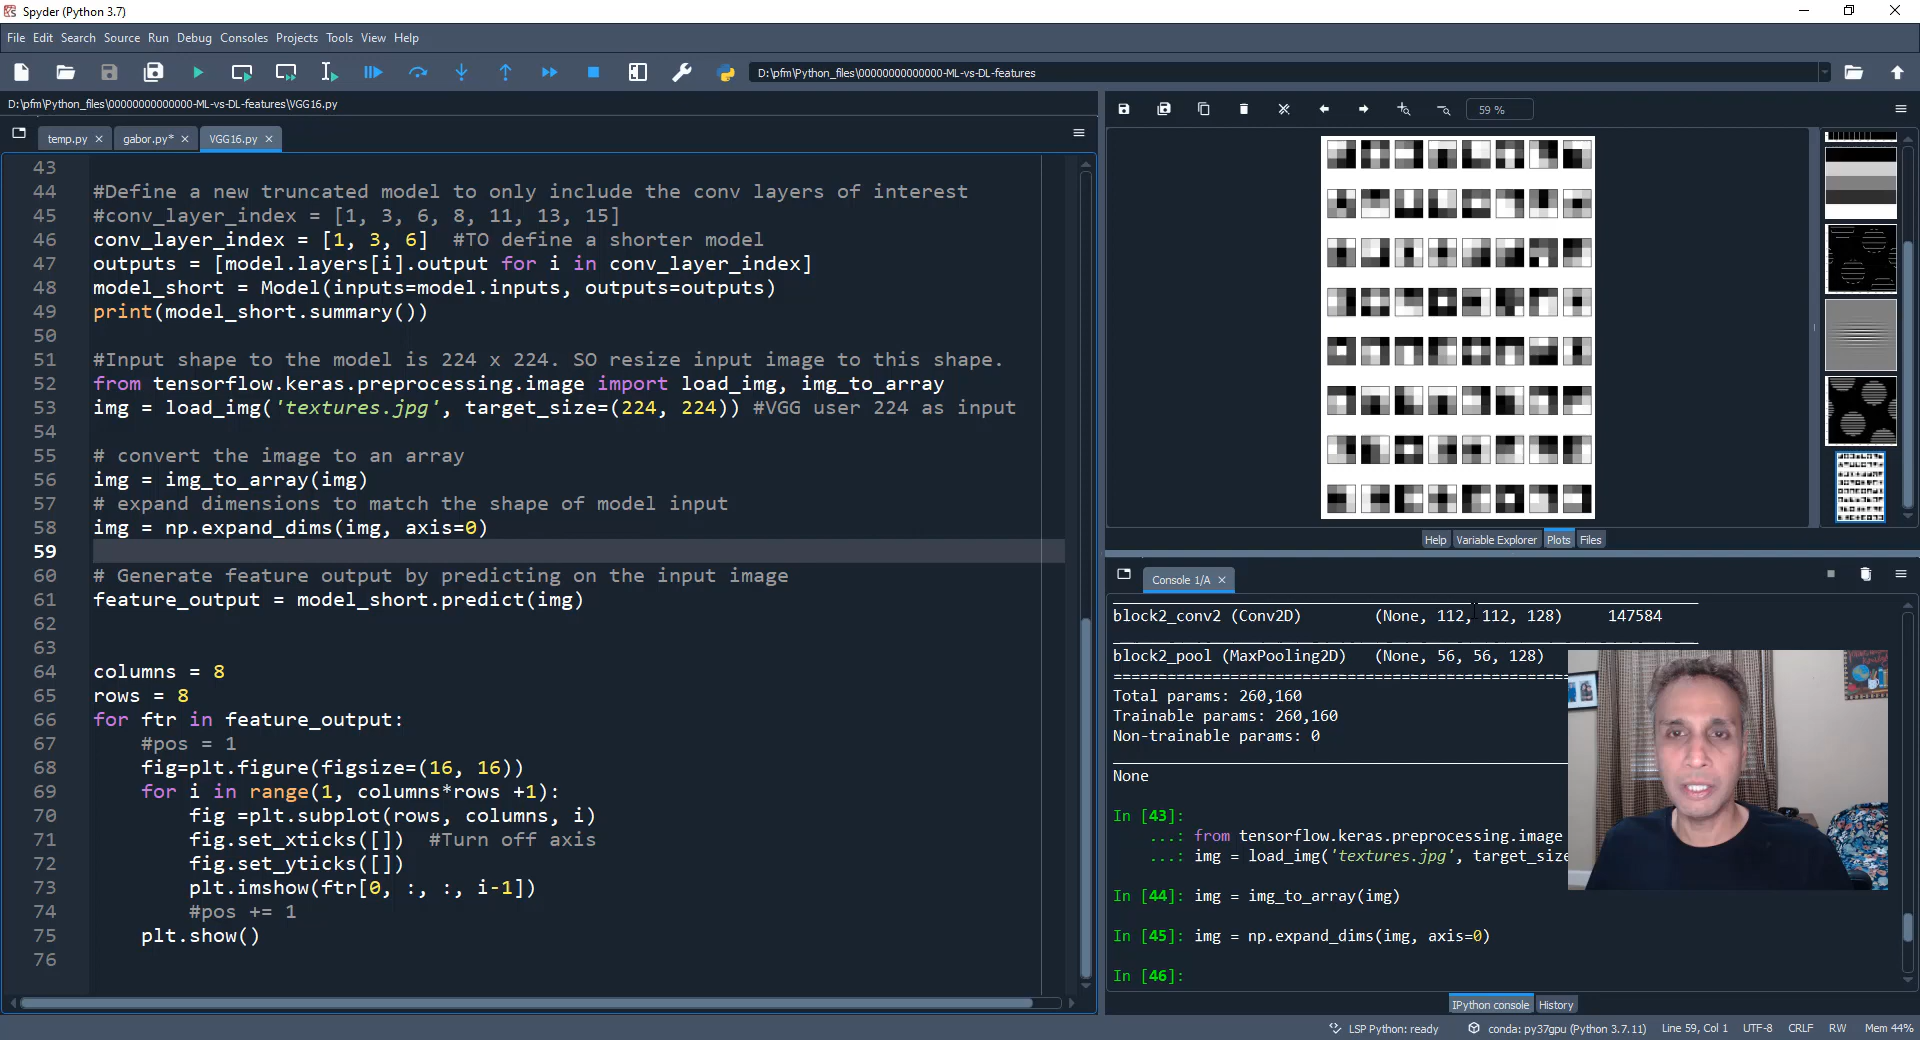 Spyder (Python 3.7)
File Edit Search Source Run Debug Consoles Projects Tools View Help
D:\pfm\Python_files\00000000000000-ML-vs-DL-features
D:\pfm\Python_files\00000000000000-ML-vs-DL-features\VGG16.py
temp.py
gabor.py*
VGG16.py
43
44 #Define a new truncated model to only include the conv layers of interest
45 #conv_layer_index = [1, 3, 6, 8, 11, 13, 15]
46 conv_layer_index = [1, 3, 6]  #TO define a shorter model
47 outputs = [model.layers[i].output for i in conv_layer_index]
48 model_short = Model(inputs=model.inputs, outputs=outputs)
49 print(model_short.summary())
50
51 #Input shape to the model is 224 x 224. SO resize input image to this shape.
52 from tensorflow.keras.preprocessing.image import load_img, img_to_array
53 img = load_img('textures.jpg', target_size=(224, 224)) #VGG user 224 as input
54
55 # convert the image to an array
56 img = img_to_array(img)
57 # expand dimensions to match the shape of model input
58 img = np.expand_dims(img, axis=0)
59
60 # Generate feature output by predicting on the input image
61 feature_output = model_short.predict(img)
62
63
64 columns = 8
65 rows = 8
66 for ftr in feature_output:
67     #pos = 1
68     fig=plt.figure(figsize=(16, 16))
69     for i in range(1, columns*rows +1):
70         fig =plt.subplot(rows, columns, i)
71         fig.set_xticks([])  #Turn off axis
72         fig.set_yticks([])
73         plt.imshow(ftr[0, :, :, i-1])
74         #pos += 1
75     plt.show()
76
59 %
Help Variable Explorer Plots Files
Console 1/A
block2_conv2 (Conv2D) (None, 112, 112, 128) 147584
block2_pool (MaxPooling2D) (None, 56, 56, 128)
Total params: 260,160
Trainable params: 260,160
Non-trainable params: 0
None
In [43]:
...: from tensorflow.keras.preprocessing.image
...: img = load_img('textures.jpg', target_size
In [44]: img = img_to_array(img)
In [45]: img = np.expand_dims(img, axis=0)
In [46]:
IPython console History
LSP Python: ready conda: py37gpu (Python 3.7.11) Line 59, Col 1 UTF-8 CRLF RW Mem 44%